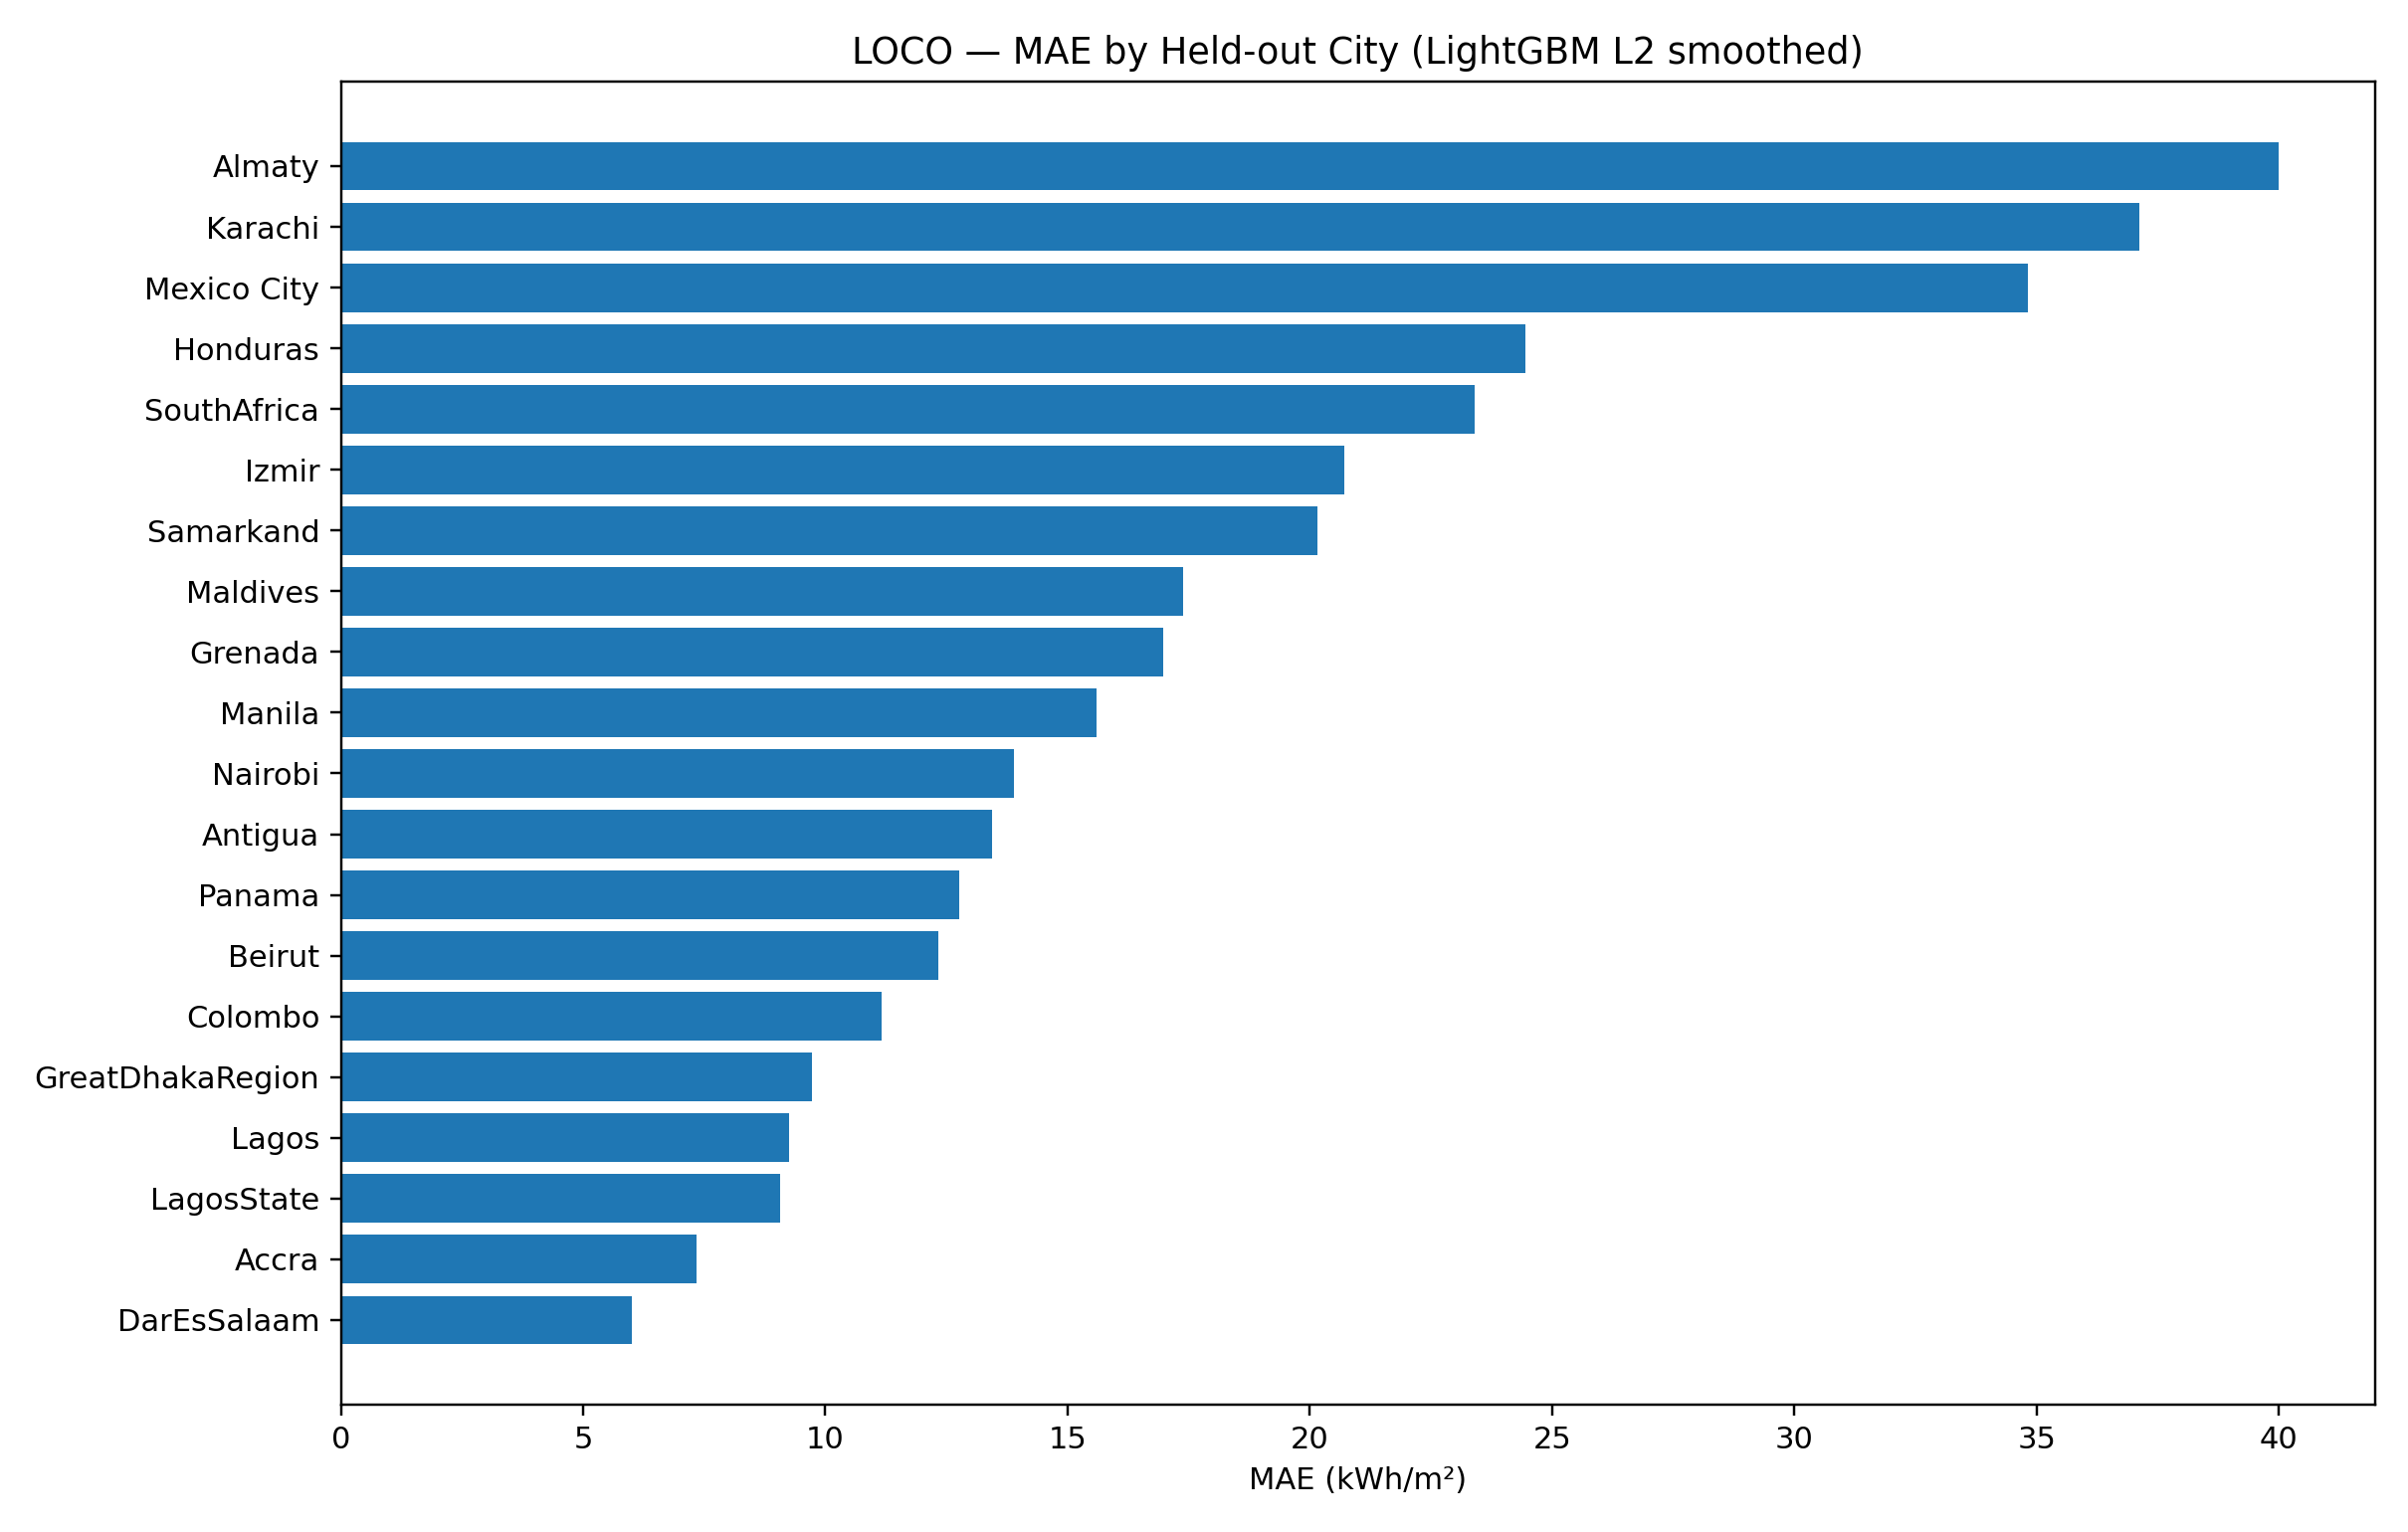 LOCO — MAE by Held-out City (LightGBM L2 smoothed)
Almaty
Karachi
Mexico City
Honduras
SouthAfrica
Izmir
Samarkand
Maldives
Grenada
Manila
Nairobi
Antigua
Panama
Beirut
Colombo
GreatDhakaRegion
Lagos
LagosState
Accra
DarEsSalaam
0 5 10 15 20 25 30 35 40
MAE (kWh/m²)